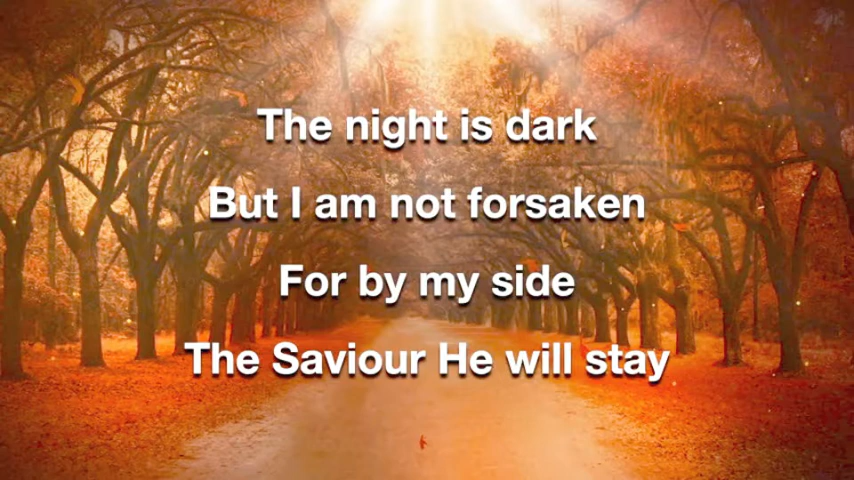 The night is dark
But I am not forsaken
For by my side
The Saviour He will stay